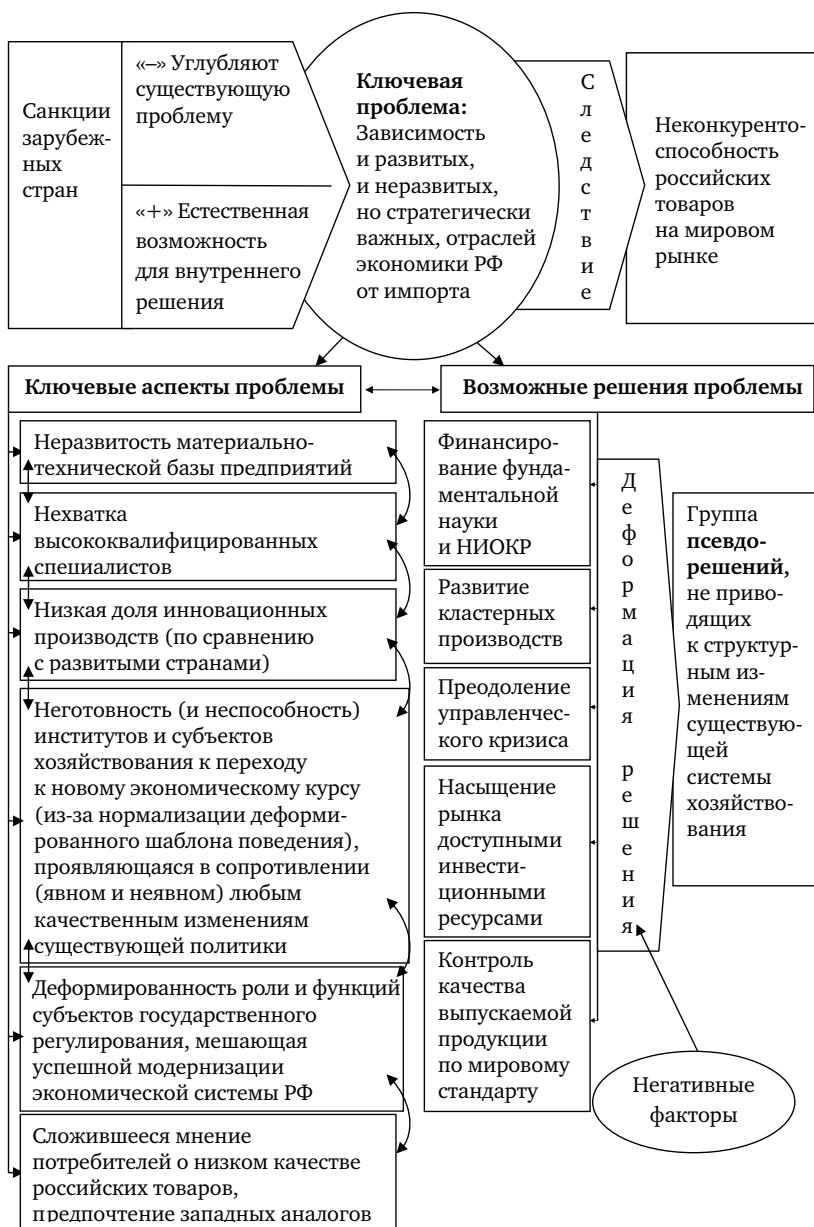 Санкции
зарубеж-
ных
стран
«–» Углубляют
существующую
проблему
«+» Естественная
возможность
для внутреннего
решения
Ключевая
проблема:
Зависимость
и развитых,
и неразвитых,
но стратегически
важных, отраслей
экономики РФ
от импорта
Следствие
Неконкуренто-
способность
российских
товаров
на мировом
рынке
Ключевые аспекты проблемы
Неразвитость материально-
технической базы предприятий
Нехватка
высококвалифицированных
специалистов
Низкая доля инновационных
производств (по сравнению
с развитыми странами)
Неготовность (и неспособность)
институтов и субъектов
хозяйствования к переходу
к новому экономическому курсу
(из-за нормализации деформи-
рованного шаблона поведения),
проявляющаяся в сопротивлении
(явном и неявном) любым
качественным изменениям
существующей политики
Деформированность роли и функций
субъектов государственного
регулирования, мешающая
успешной модернизации
экономической системы РФ
Сложившееся мнение
потребителей о низком качестве
российских товаров,
предпочтение западных аналогов
Возможные решения проблемы
Финансиро-
вание фунда-
ментальной
науки
и НИОКР
Развитие
кластерных
производств
Преодоление
управленчес-
кого кризиса
Насыщение
рынка
доступными
инвести-
ционными
ресурсами
Контроль
качества
выпускаемой
продукции
по мировому
стандарту
Деформация решения
Группа
псевдо-
решений,
не приво-
дящих
к структур-
ным из-
менениям
существую-
щей
системы
хозяйство-
вания
Негативные
факторы